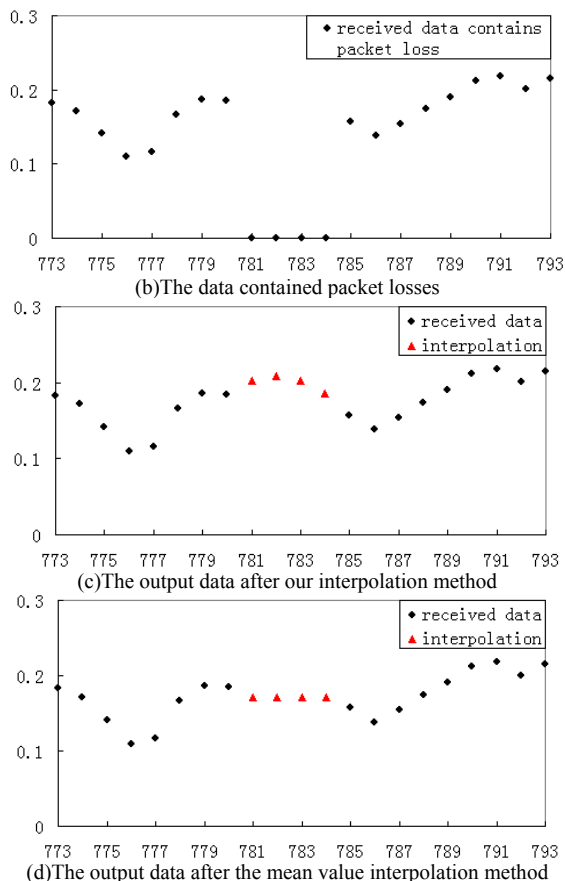 0.3
received data contains
packet loss
0.2
0.1
0
773 775 777 779 781 783 785 787 789 791 793
(b)The data contained packet losses
0.3
received data
interpolation
0.2
0.1
0
773 775 777 779 781 783 785 787 789 791 793
(c)The output data after our interpolation method
0.3
received data
interpolation
0.2
0.1
0
773 775 777 779 781 783 785 787 789 791 793
(d)The output data after the mean value interpolation method